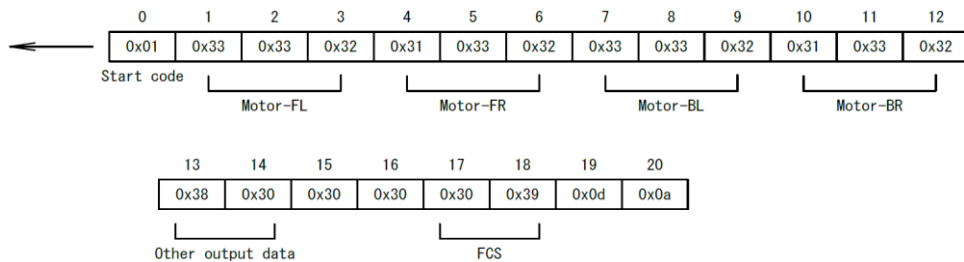 0 1 2 3 4 5 6 7 8 9 10 11 12
0x01 0x33 0x33 0x32 0x31 0x33 0x32 0x33 0x33 0x32 0x31 0x33 0x32
Start code
Motor-FL Motor-FR Motor-BL Motor-BR
13 14 15 16 17 18 19 20
0x38 0x30 0x30 0x30 0x30 0x39 0x0d 0x0a
Other output data FCS